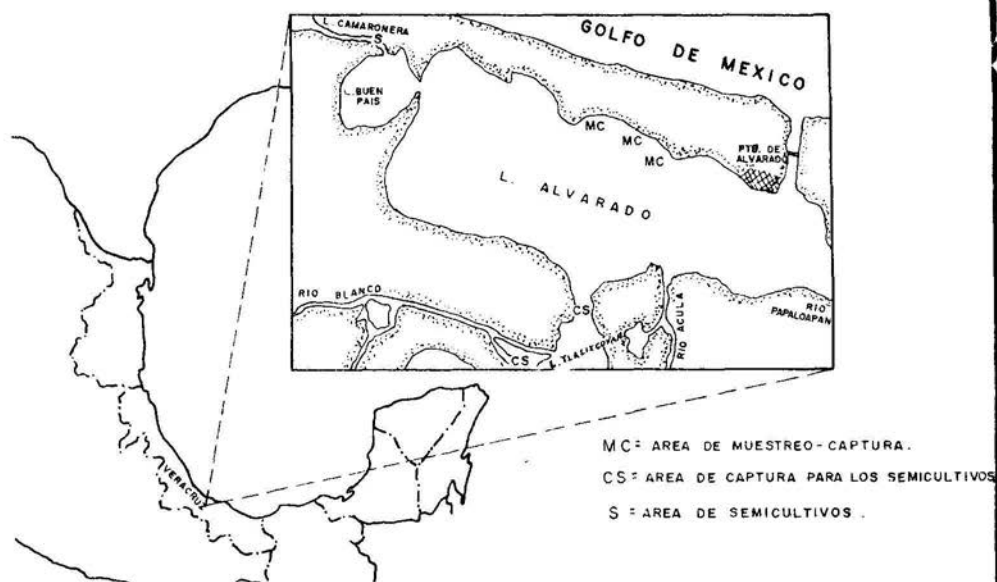 L. CAMARONERA
S
GOLFO DE MEXICO
L. BUEN
PAIS
MC
MC
MC
PTO. DE
ALVARADO
L. ALVARADO
RIO BLANCO
CS
RIO ACULA
RIO
PAPALOAPAN
CS
L. TLALIXCOYAN
VERACRUZ
MC= AREA DE MUESTREO-CAPTURA.
CS= AREA DE CAPTURA PARA LOS SEMICULTIVOS
S = AREA DE SEMICULTIVOS .